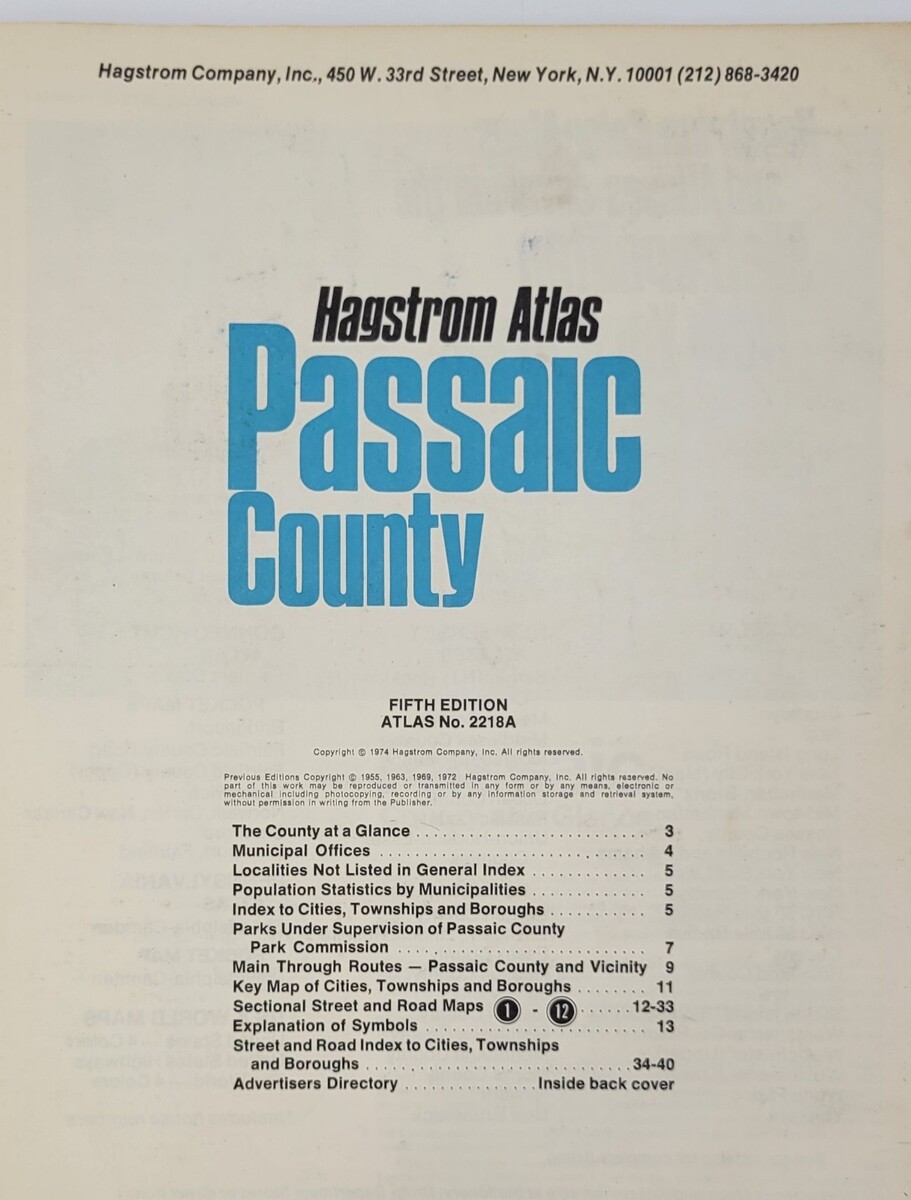 Hagstrom Company, Inc., 450 W. 33rd Street, New York, N.Y. 10001 (212) 868-3420
Hagstrom Atlas
Passaic
County
FIFTH EDITION
ATLAS No. 2218A
Copyright © 1974 Hagstrom Company, Inc. All rights reserved.
Previous Editions Copyright © 1955, 1963, 1969, 1972 Hagstrom Company, Inc. All rights reserved. No
part of this work may be reproduced or transmitted in any form or by any means, electronic or
mechanical including photocopying, recording or by any information storage and retrieval system,
without permission in writing from the Publisher.
The County at a Glance . . . . . . . . . . . . . . . . . . . . . . . . . . 3
Municipal Offices . . . . . . . . . . . . . . . . . . . . . . . . . . . . . . 4
Localities Not Listed in General Index . . . . . . . . . . . . . 5
Population Statistics by Municipalities . . . . . . . . . . . . . 5
Index to Cities, Townships and Boroughs . . . . . . . . . . . 5
Parks Under Supervision of Passaic County
Park Commission . . . . . . . . . . . . . . . . . . . . . . . . . . . . 7
Main Through Routes — Passaic County and Vicinity 9
Key Map of Cities, Townships and Boroughs . . . . . . . . 11
Sectional Street and Road Maps 1 - 12 . . . . . . 12-33
Explanation of Symbols . . . . . . . . . . . . . . . . . . . . . . . . . 13
Street and Road Index to Cities, Townships
and Boroughs . . . . . . . . . . . . . . . . . . . . . . . . . . . . . . 34-40
Advertisers Directory . . . . . . . . . . . . . . . Inside back cover